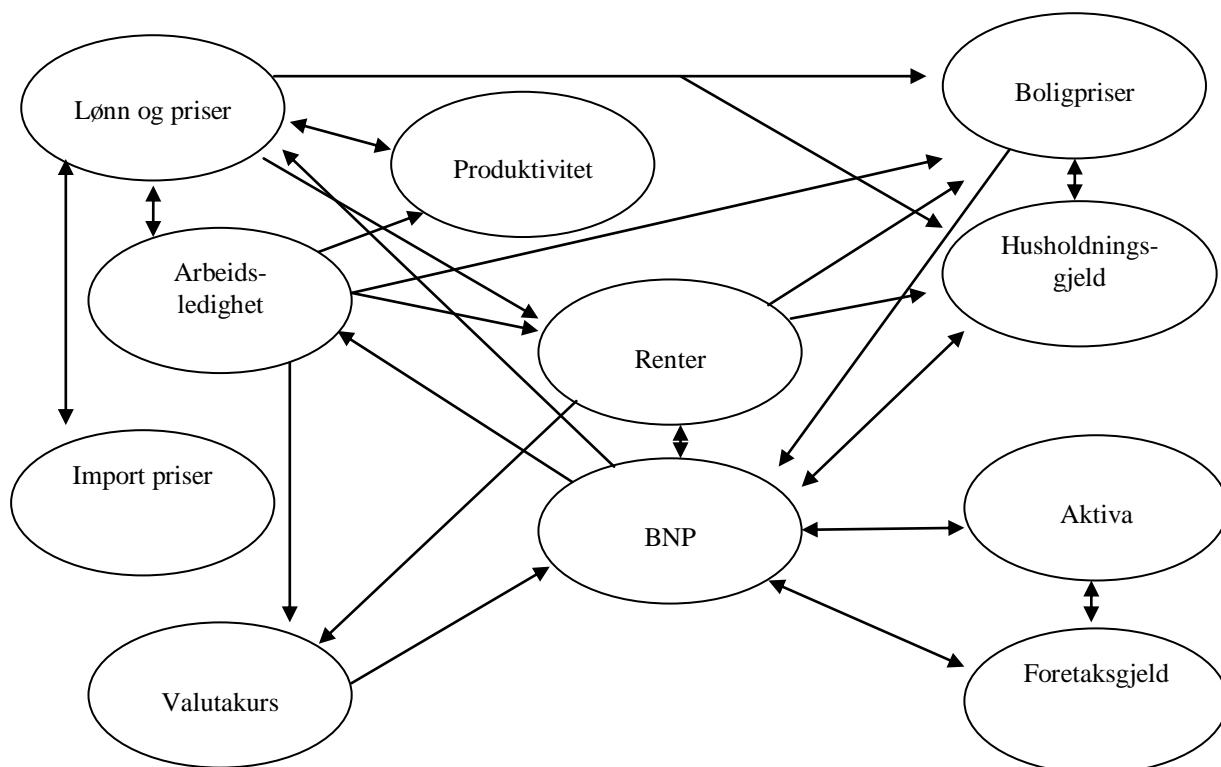 Lønn og priser
Boligpriser
Produktivitet
Arbeids-
ledighet
Husholdnings-
gjeld
Renter
Import priser
BNP
Aktiva
Valutakurs
Foretaksgjeld